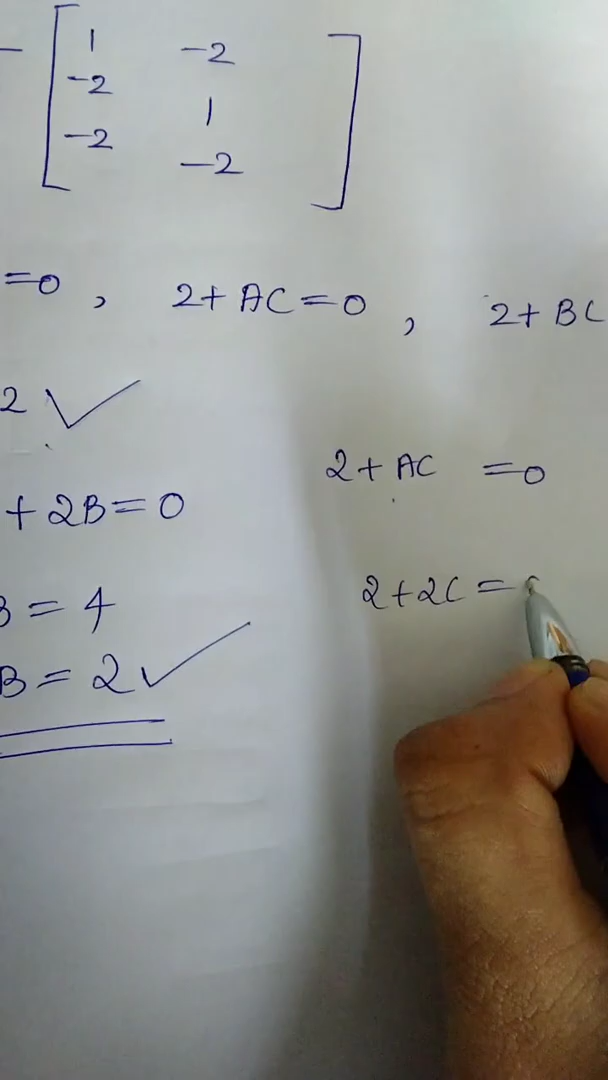 − [ 1 −2
−2
1
−2
−2 ]
=0 , 2+AC=0 , 2+BC
2 ✓
2+AC =0
+2B=0
2+2C=
B=4
B=2 ✓